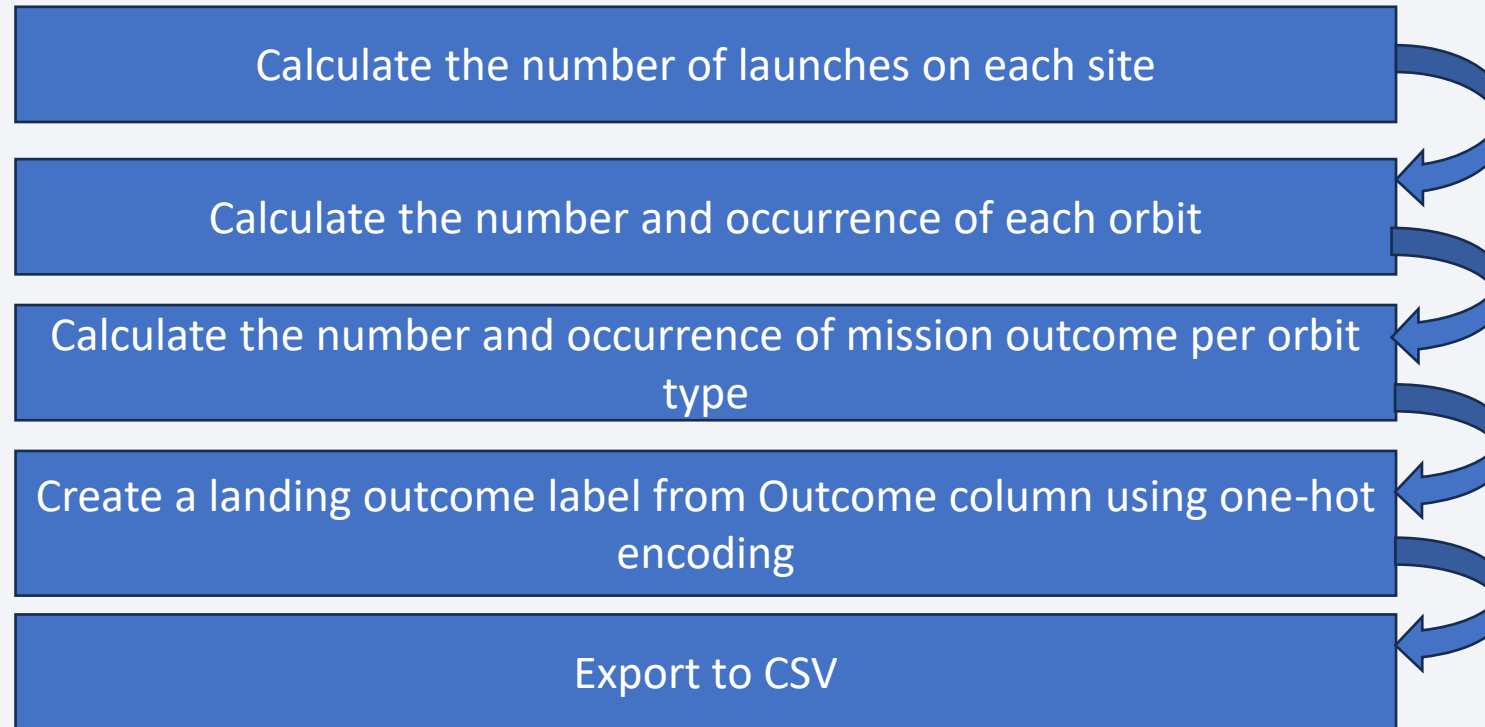 Calculate the number of launches on each site
Calculate the number and occurrence of each orbit
Calculate the number and occurrence of mission outcome per orbit
type
Create a landing outcome label from Outcome column using one-hot
encoding
Export to CSV